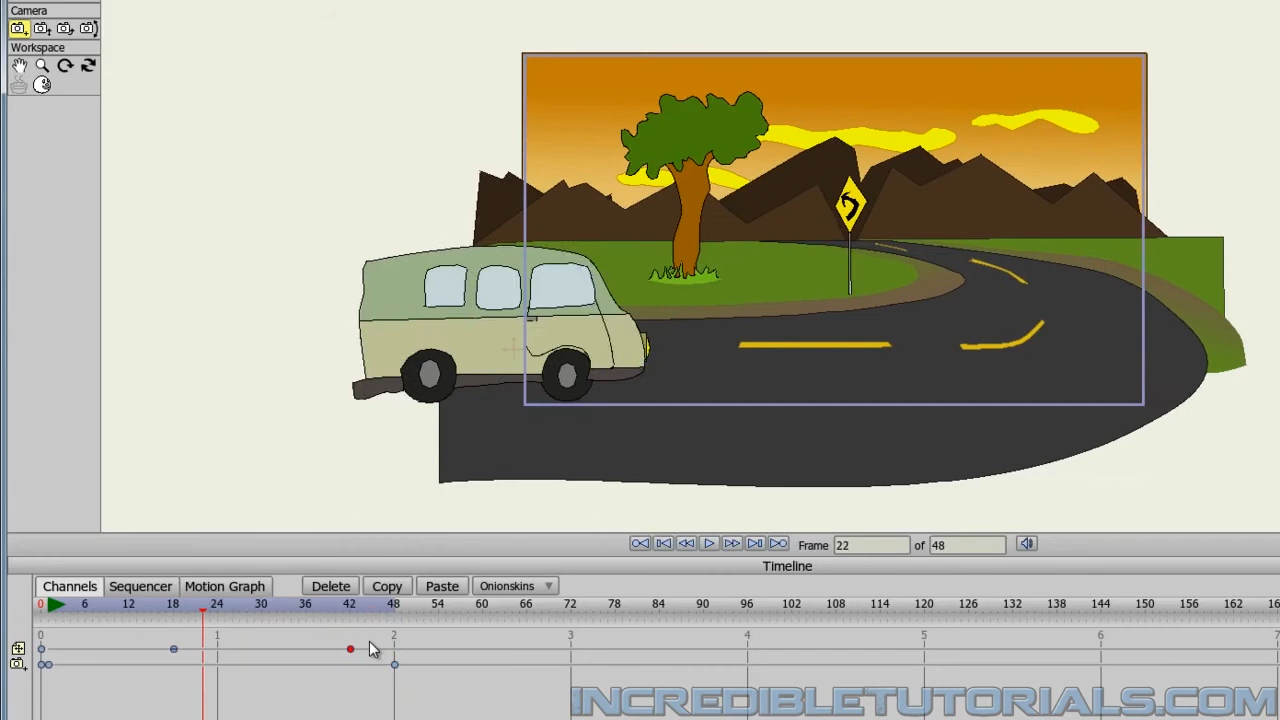 Camera
Workspace
Frame 22 of 48
Timeline
Channels Sequencer Motion Graph Delete Copy Paste Onionskins
0 6 12 18 24 30 36 42 48 54 60 66 72 78 84 90 96 102 108 114 120 126 132 138 144 150 156 162 16
0 1 2 3 4 5 6 7
INCREDIBLETUTORIALS.COM